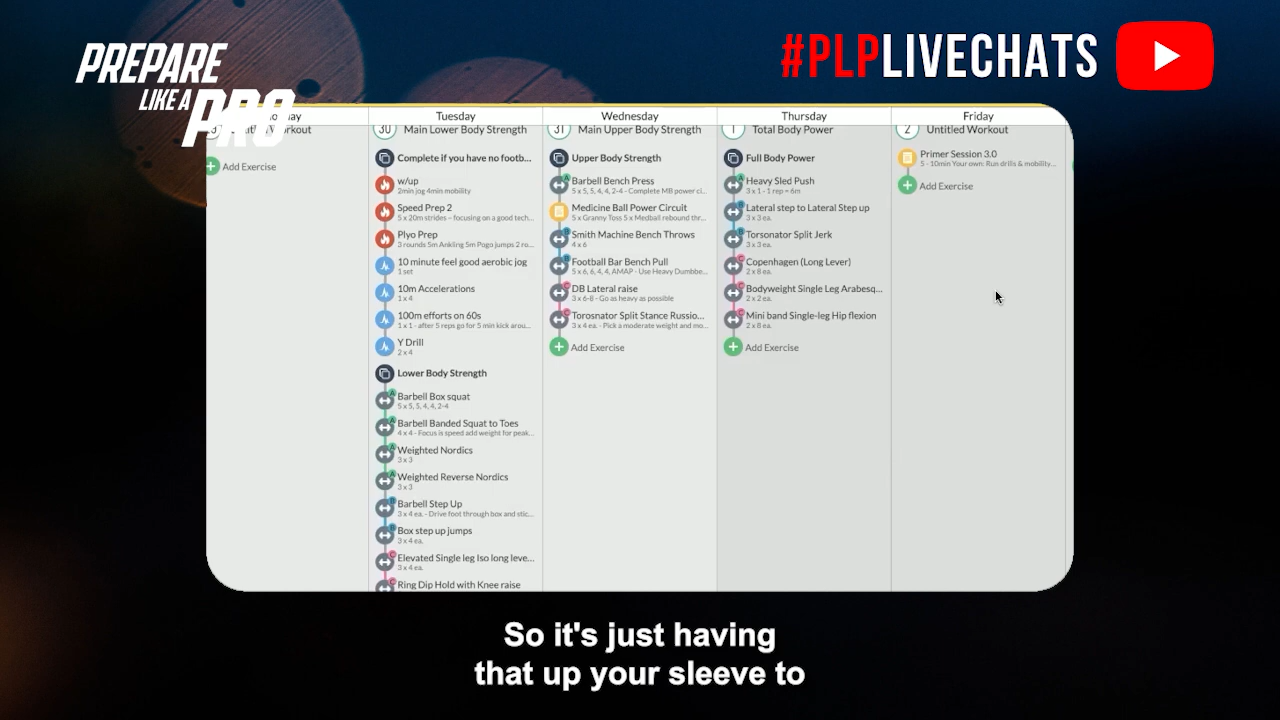 PREPARE
LIKE A PRO
#PLPLIVECHATS
Tuesday
Wednesday
Thursday
Friday
Workout
Add Exercise
30
Main Lower Body Strength
Complete if you have no footb...
w/up
2min jog 4min mobility
Speed Prep 2
5 x 20m strides – focusing on a good tech...
Plyo Prep
3 rounds 5m Ankling 5m Pogo jumps 2 ro...
10 minute feel good aerobic jog
1 set
10m Accelerations
1 x 4
100m efforts on 60s
1 x 1 - after 5 reps go for 5 min kick arou...
Y Drill
2 x 4
Lower Body Strength
A
Barbell Box squat
5 x 5, 5, 4, 4, 2-4
A
Barbell Banded Squat to Toes
4 x 4 - Focus is speed add weight for peak...
A
Weighted Nordics
3 x 3
A
Weighted Reverse Nordics
3 x 3
B
Barbell Step Up
3 x 4 ea. - Drive foot through box and stic...
B
Box step up jumps
3 x 4 ea.
C
Elevated Single leg Iso long leve...
3 x 4 ea.
C
Ring Dip Hold with Knee raise
31
Main Upper Body Strength
Upper Body Strength
A
Barbell Bench Press
5 x 5, 5, 4, 4, 2-4 - Complete MB power ci...
Medicine Ball Power Circuit
5 x Granny Toss 5 x Medball rebound thr...
B
Smith Machine Bench Throws
4 x 6
B
Football Bar Bench Pull
5 x 6, 6, 4, 4, AMAP - Use Heavy Dumbbe...
C
DB Lateral raise
3 x 6-8 - Go as heavy as possible
C
Torosnator Split Stance Russio...
3 x 4 ea. - Pick a moderate weight and mo...
Add Exercise
1
Total Body Power
Full Body Power
A
Heavy Sled Push
3 x 1 - 1 rep = 6m
B
Lateral step to Lateral Step up
3 x 3 ea.
B
Torsonator Split Jerk
3 x 3 ea.
C
Copenhagen (Long Lever)
2 x 8 ea.
C
Bodyweight Single Leg Arabesq...
2 x 2 ea.
C
Mini band Single-leg Hip flexion
2 x 8 ea.
Add Exercise
2
Untitled Workout
Primer Session 3.0
5 - 10min Your own: Run drills & mobility...
Add Exercise
So it's just having
that up your sleeve to